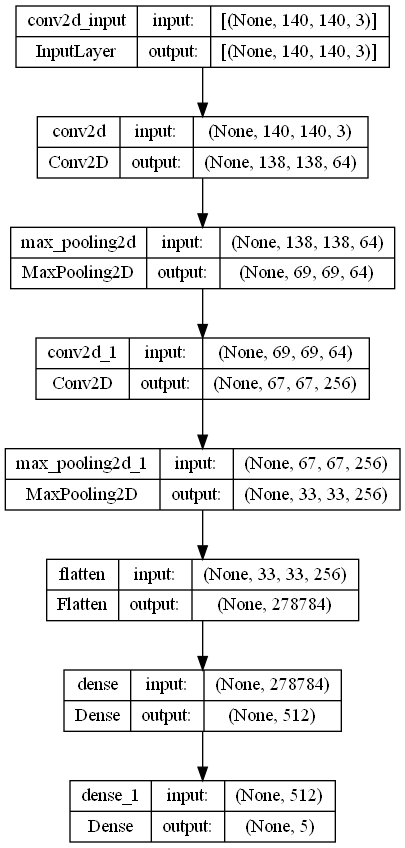 conv2d_input input: [(None, 140, 140, 3)]
InputLayer output: [(None, 140, 140, 3)]
conv2d input: (None, 140, 140, 3)
Conv2D output: (None, 138, 138, 64)
max_pooling2d input: (None, 138, 138, 64)
MaxPooling2D output: (None, 69, 69, 64)
conv2d_1 input: (None, 69, 69, 64)
Conv2D output: (None, 67, 67, 256)
max_pooling2d_1 input: (None, 67, 67, 256)
MaxPooling2D output: (None, 33, 33, 256)
flatten input: (None, 33, 33, 256)
Flatten output: (None, 278784)
dense input: (None, 278784)
Dense output: (None, 512)
dense_1 input: (None, 512)
Dense output: (None, 5)